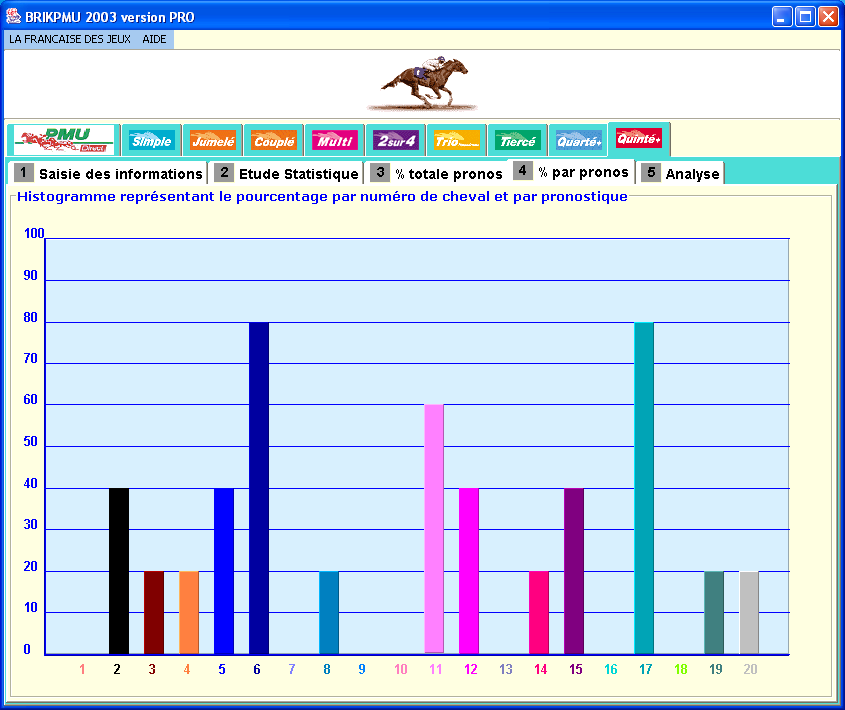 BRIKPMU 2003 version PRO
LA FRANCAISE DES JEUX AIDE
PMU Direct Simple Jumelé Couplé Multi 2sur4 Trio Tiercé Quarté+ Quinté+
1 Saisie des informations 2 Etude Statistique 3 % totale pronos 4 % par pronos 5 Analyse
Histogramme représentant le pourcentage par numéro de cheval et par pronostique
100
90
80
70
60
50
40
30
20
10
0
1 2 3 4 5 6 7 8 9 10 11 12 13 14 15 16 17 18 19 20